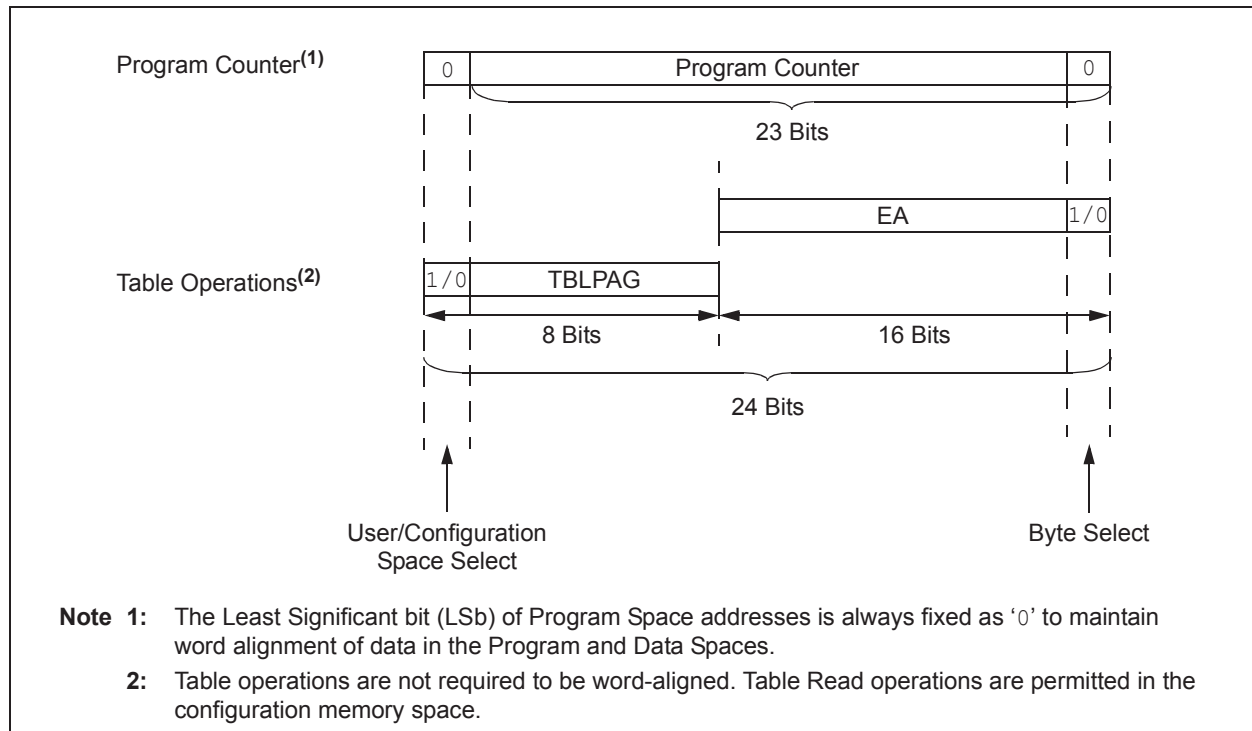 Program Counter(1)
0 Program Counter 0
23 Bits
EA 1/0
Table Operations(2)
1/0 TBLPAG
8 Bits 16 Bits
24 Bits
User/Configuration
Space Select
Byte Select
Note 1: The Least Significant bit (LSb) of Program Space addresses is always fixed as ‘0’ to maintain
word alignment of data in the Program and Data Spaces.
2: Table operations are not required to be word-aligned. Table Read operations are permitted in the
configuration memory space.